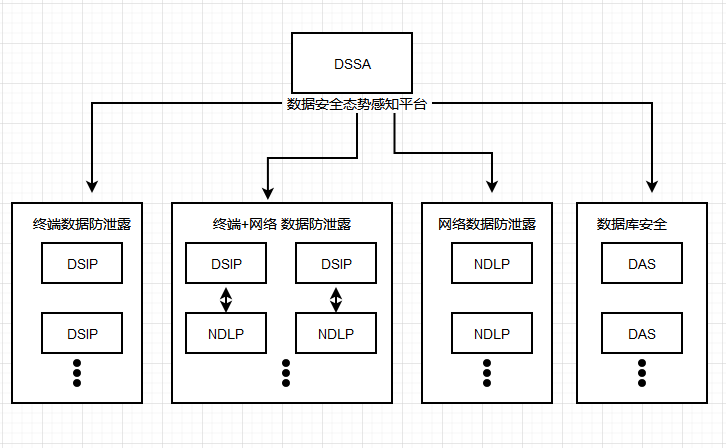 DSSA
数据安全态势感知平台
终端数据防泄露
DSIP
DSIP
终端+网络 数据防泄露
DSIP DSIP
NDLP NDLP
网络数据防泄露
NDLP
NDLP
数据库安全
DAS
DAS